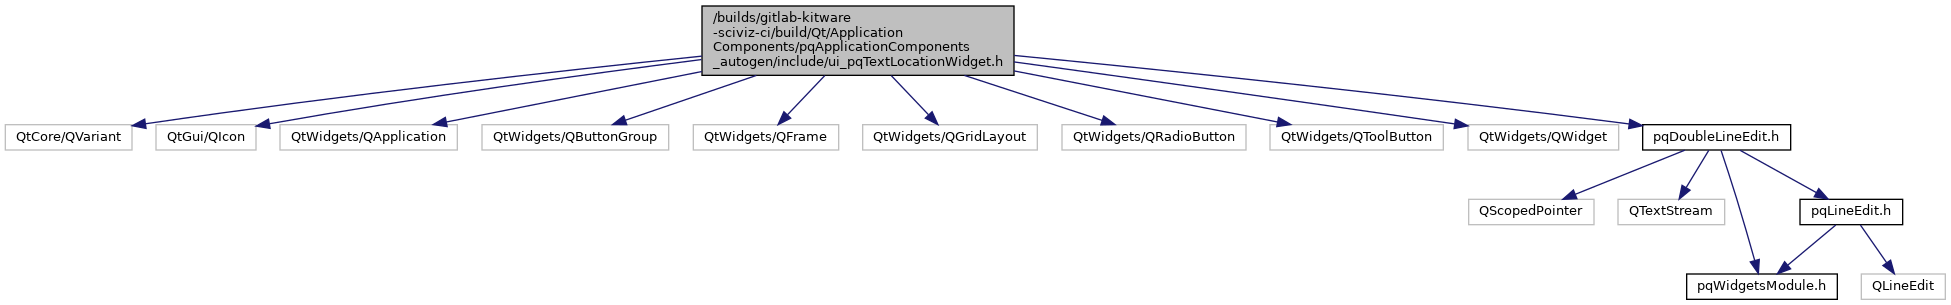 /builds/gitlab-kitware
-sciviz-ci/build/Qt/Application
Components/pqApplicationComponents
_autogen/include/ui_pqTextLocationWidget.h
QtCore/QVariant
QtGui/QIcon
QtWidgets/QApplication
QtWidgets/QButtonGroup
QtWidgets/QFrame
QtWidgets/QGridLayout
QtWidgets/QRadioButton
QtWidgets/QToolButton
QtWidgets/QWidget
pqDoubleLineEdit.h
QScopedPointer
QTextStream
pqLineEdit.h
pqWidgetsModule.h
QLineEdit